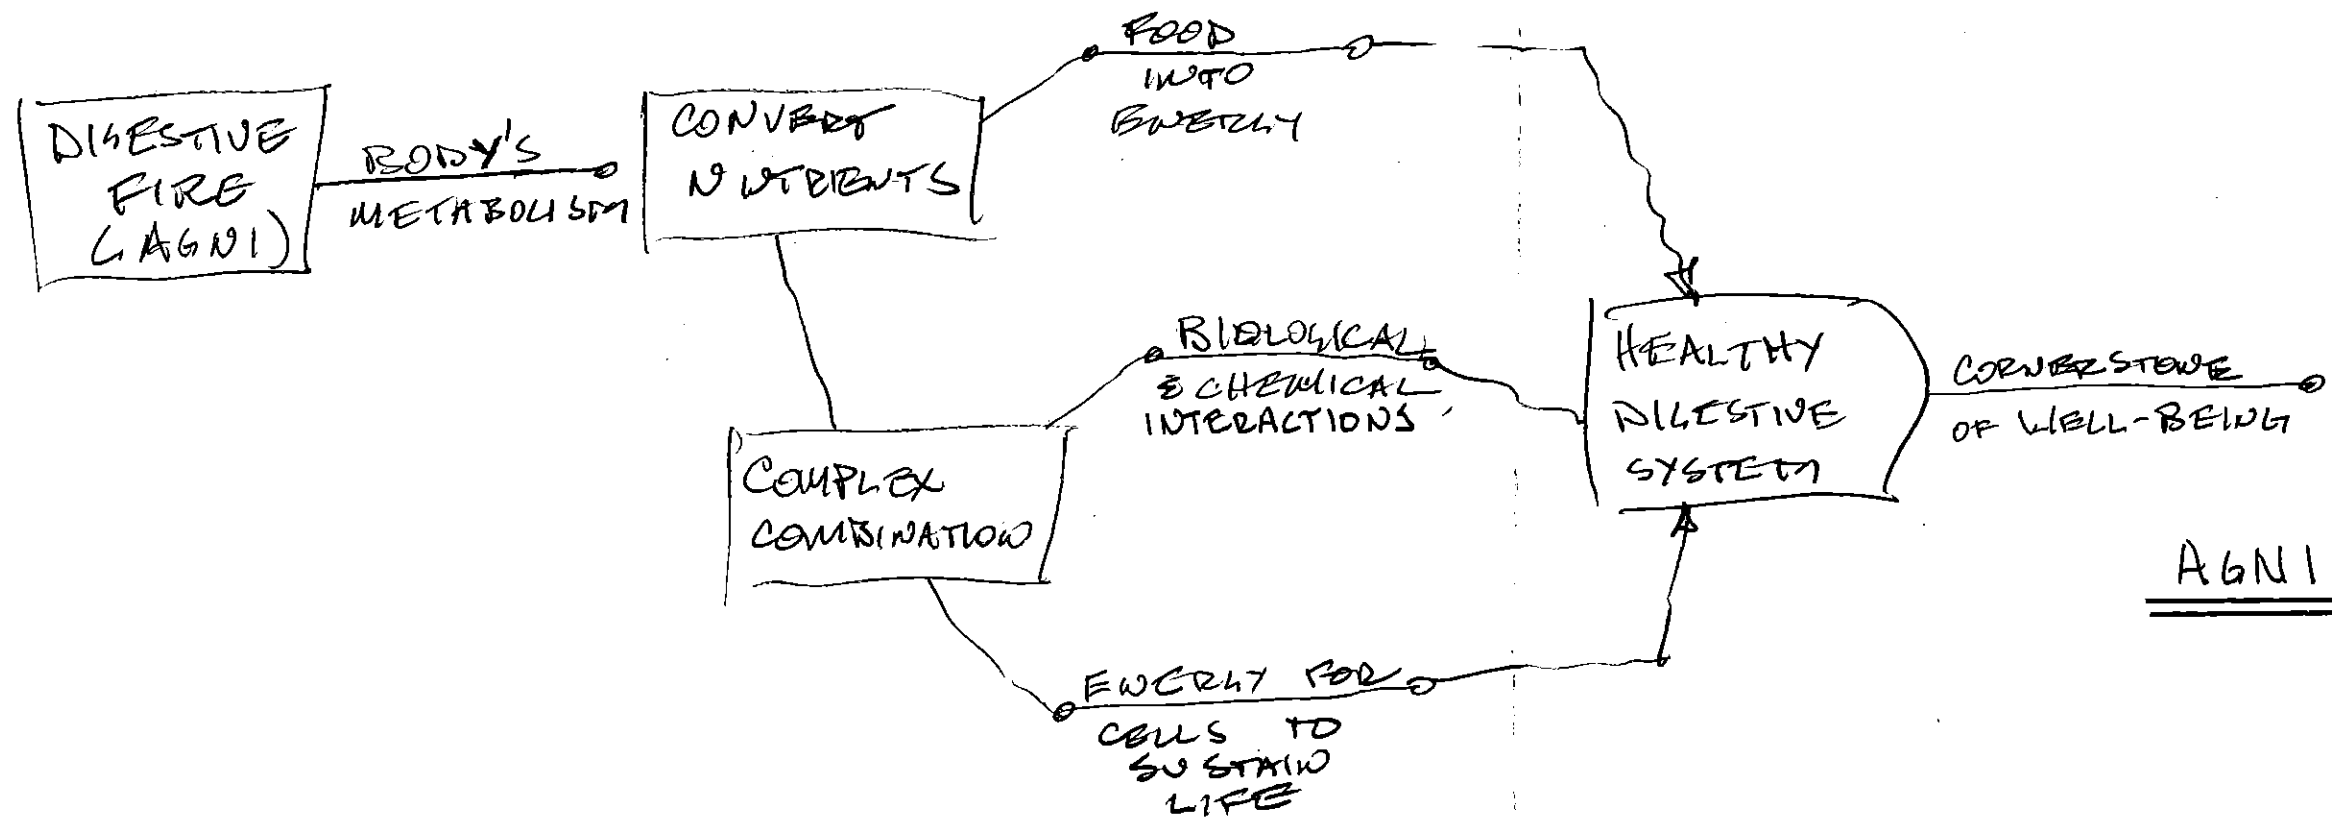 DIGESTIVE
FIRE
(AGNI)
BODY'S
METABOLISM
CONVERT
NUTRIENTS
FOOD
INTO
ENERGY
COMPLEX
COMBINATION
BIOLOGICAL
& CHEMICAL
INTERACTIONS
ENERGY FOR
CELLS TO
SUSTAIN
LIFE
HEALTHY
DIGESTIVE
SYSTEM
CORNERSTONE
OF WELL-BEING
AGNI